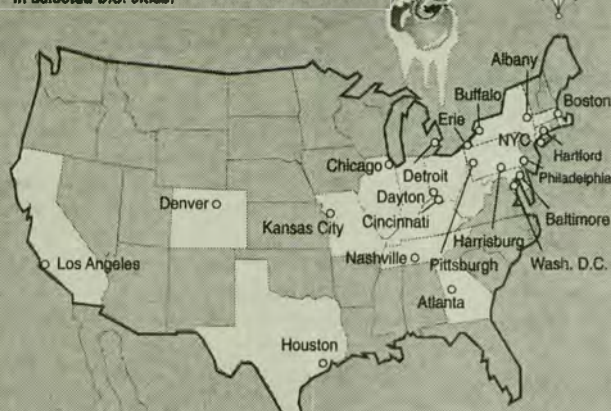 in selected U.S. cities.
Albany
Buffalo
Boston
Erie
NYC
Hartford
Chicago
Detroit
Philadelphia
Dayton
Denver
Kansas City
Cincinnati
Baltimore
Harrisburg
Nashville
Pittsburgh
Wash. D.C.
Los Angeles
Atlanta
Houston